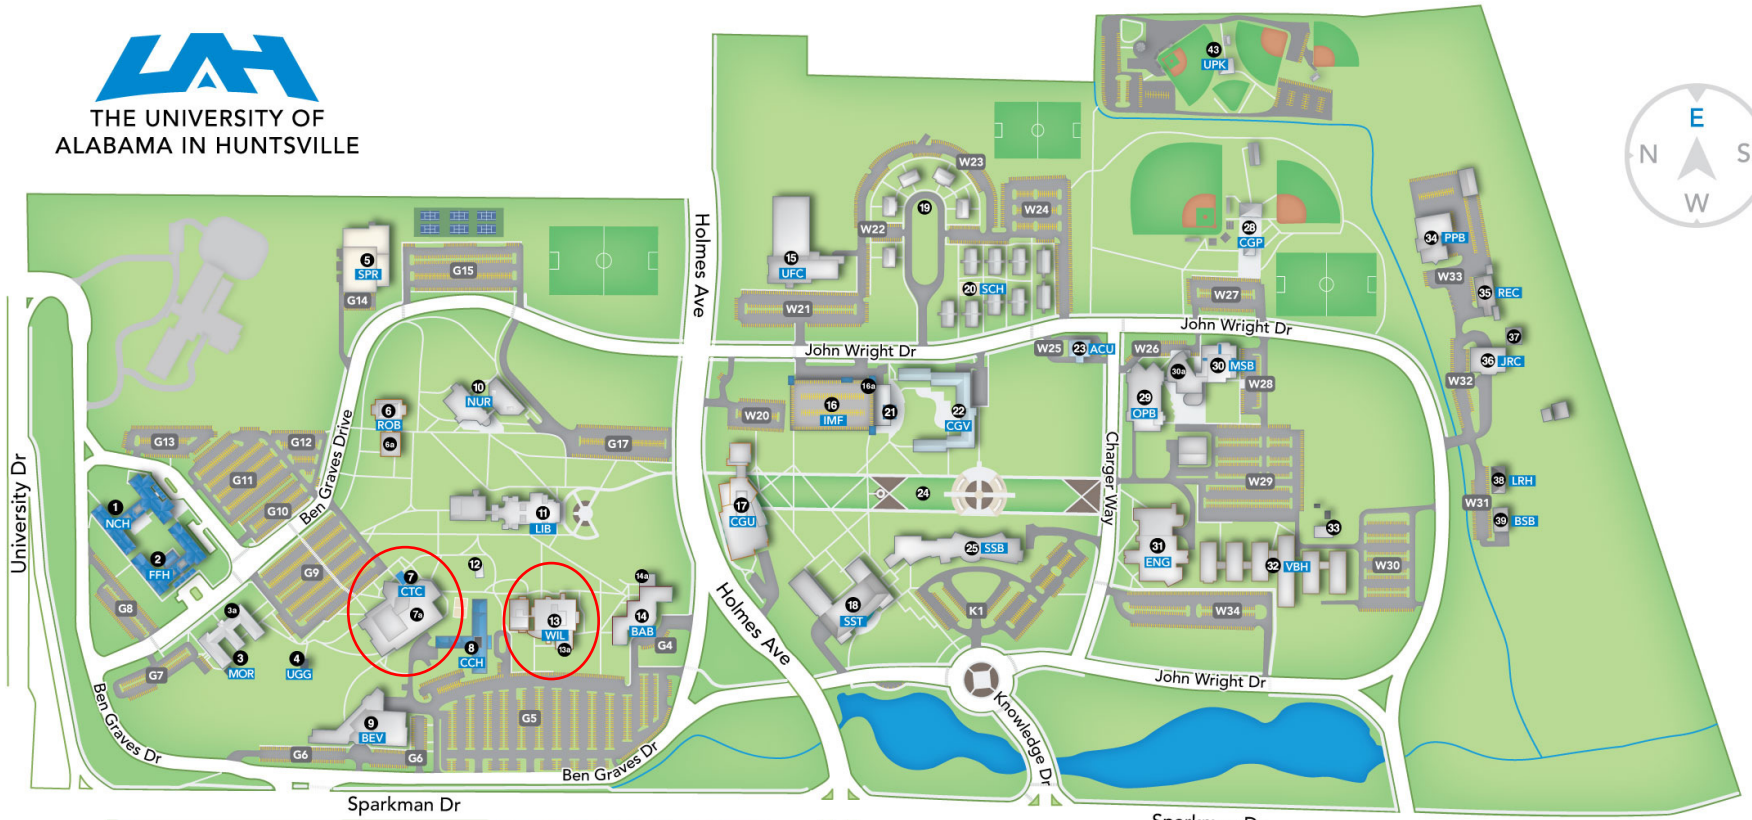 THE UNIVERSITY OF
ALABAMA IN HUNTSVILLE
E
N
S
W
43
UPK
W23
W24
19
W22
15
UFC
20 SCH
W21
28
CGP
W27
34 PPB
W33
35 REC
37
36 JRC
W32
5
SPR
G14
G15
Holmes Ave
John Wright Dr
John Wright Dr
W25
23 ACU
W26
30a
30 MSB
W28
29
OPB
16a
16
IMF
21
22
CGV
W20
10
NUR
6
ROB
6a
G17
G13
G12
G11
G10
Ben Graves Drive
University Dr
1
NCH
2
FFH
G8
G9
11
LIB
17
CGU
24
Charger Way
W29
38 LRH
W31
39 BSB
33
25 SSB
31
ENG
32 VBH
W30
7
CTC
7a
12
13
WIL
13a
14a
14
BAB
G4
8
CCH
3a
3
MOR
4
UGG
G7
18
SST
K1
W34
Holmes Ave
John Wright Dr
Knowledge Dr
9
BEV
G5
G6
G6
Ben Graves Dr
Ben Graves Dr
Sparkman Dr